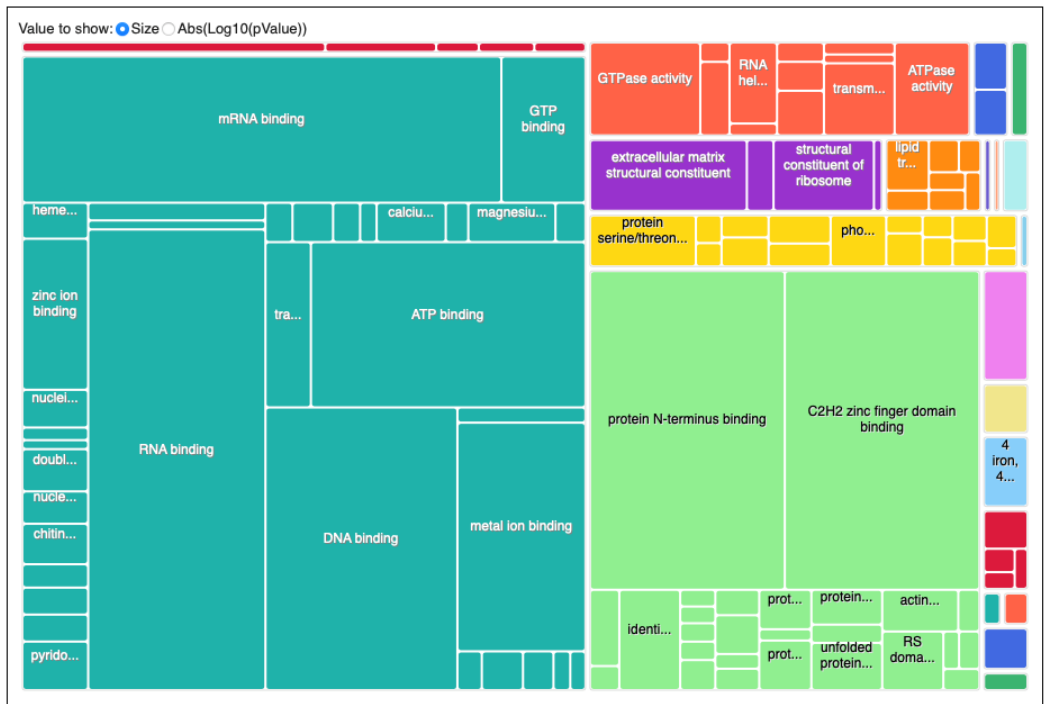 Value to show: Size Abs(Log10(pValue))
mRNA binding
GTP
binding
heme...
calciu...
magnesiu...
zinc ion
binding
tra...
ATP binding
nuclei...
RNA binding
doubl...
nucle...
chitin...
DNA binding
metal ion binding
pyrido...
GTPase activity
RNA
hel...
transm...
ATPase
activity
extracellular matrix
structural constituent
structural
constituent of
ribosome
lipid
tr...
protein
serine/threon...
pho...
protein N-terminus binding
C2H2 zinc finger domain
binding
4
iron,
4...
identi...
prot...
protein...
actin...
prot...
unfolded
protein...
RS
doma...